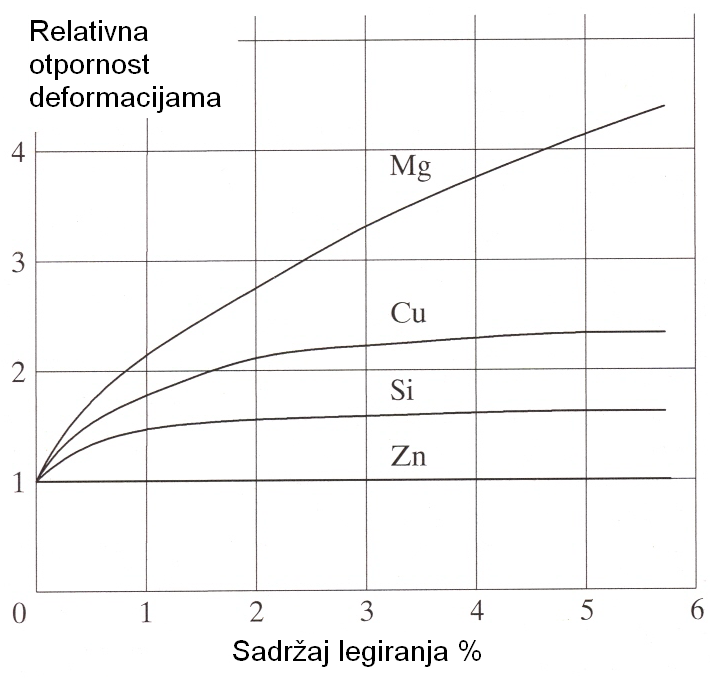 Relativna
otpornost
deformacijama
4
Mg
3
Cu
2
Si
Zn
1
0 1 2 3 4 5 6
Sadržaj legiranja %